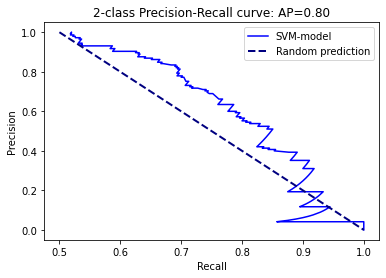 2-class Precision-Recall curve: AP=0.80
SVM-model
Random prediction
Precision
1.0
0.8
0.6
0.4
0.2
0.0
0.5
0.6
0.7
0.8
0.9
1.0
Recall